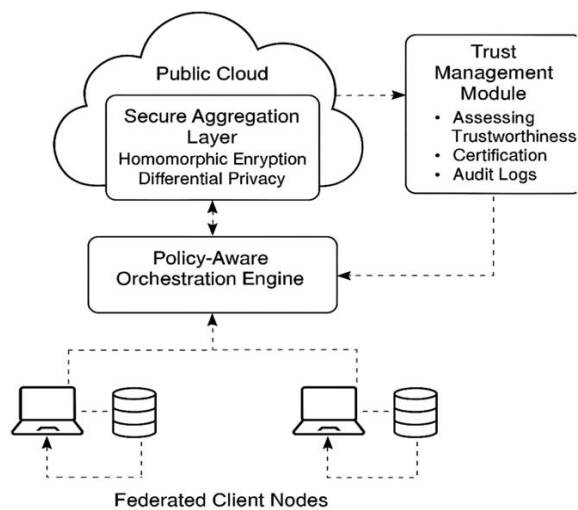 Public Cloud
Secure Aggregation
Layer
Homomorphic Enryption
Differential Privacy
Trust
Management
Module
• Assessing
Trustworthiness
• Certification
• Audit Logs
Policy-Aware
Orchestration Engine
Federated Client Nodes